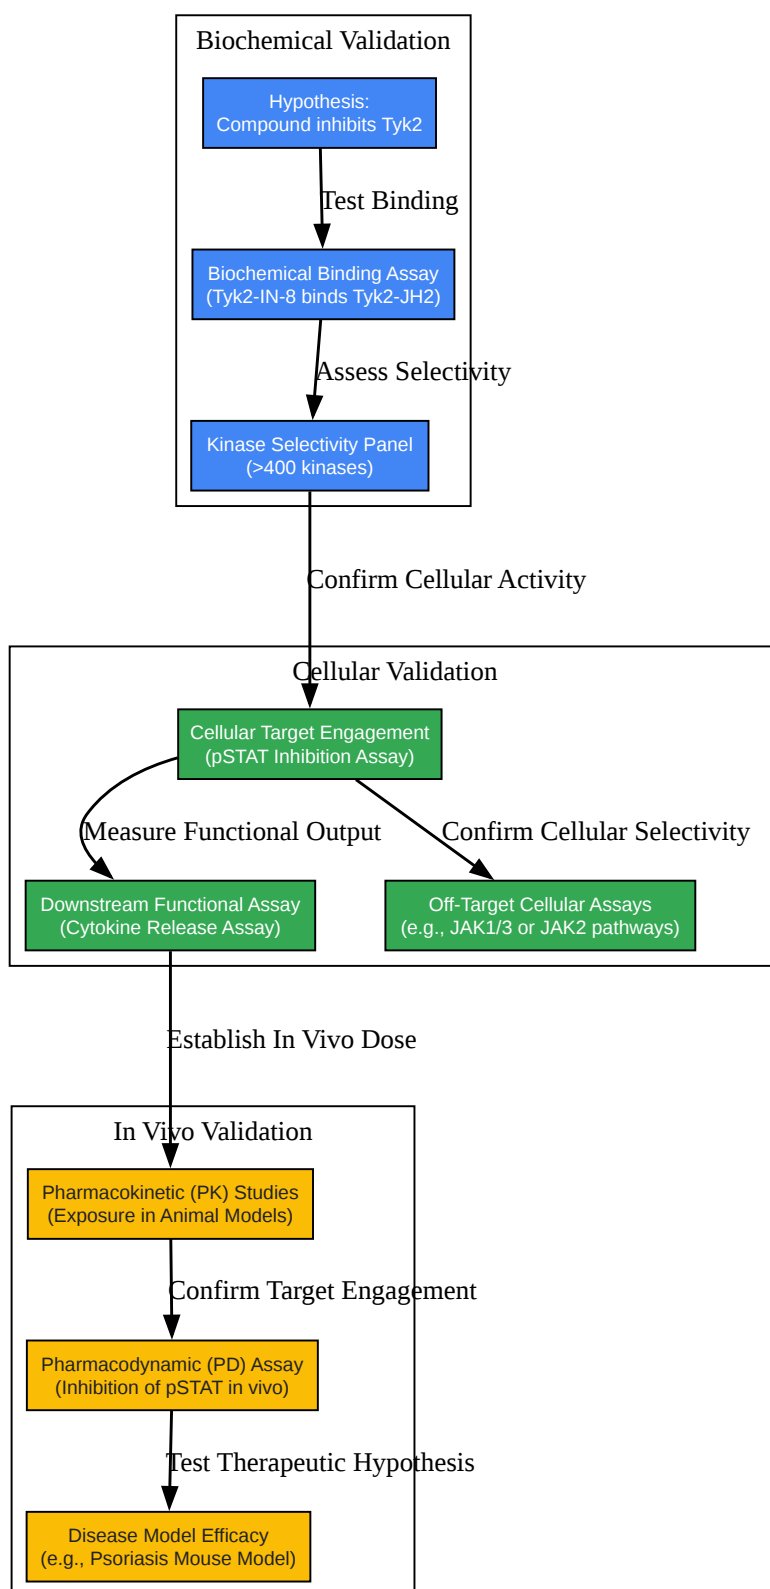 Biochemical Validation
Hypothesis:
Compound inhibits Tyk2
Test Binding
Biochemical Binding Assay
(Tyk2-IN-8 binds Tyk2-JH2)
Assess Selectivity
Kinase Selectivity Panel
(>400 kinases)
Confirm Cellular Activity
Cellular Validation
Cellular Target Engagement
(pSTAT Inhibition Assay)
Measure Functional Output
Confirm Cellular Selectivity
Downstream Functional Assay
(Cytokine Release Assay)
Off-Target Cellular Assays
(e.g., JAK1/3 or JAK2 pathways)
Establish In Vivo Dose
In Vivo Validation
Pharmacokinetic (PK) Studies
(Exposure in Animal Models)
Confirm Target Engagement
Pharmacodynamic (PD) Assay
(Inhibition of pSTAT in vivo)
Test Therapeutic Hypothesis
Disease Model Efficacy
(e.g., Psoriasis Mouse Model)